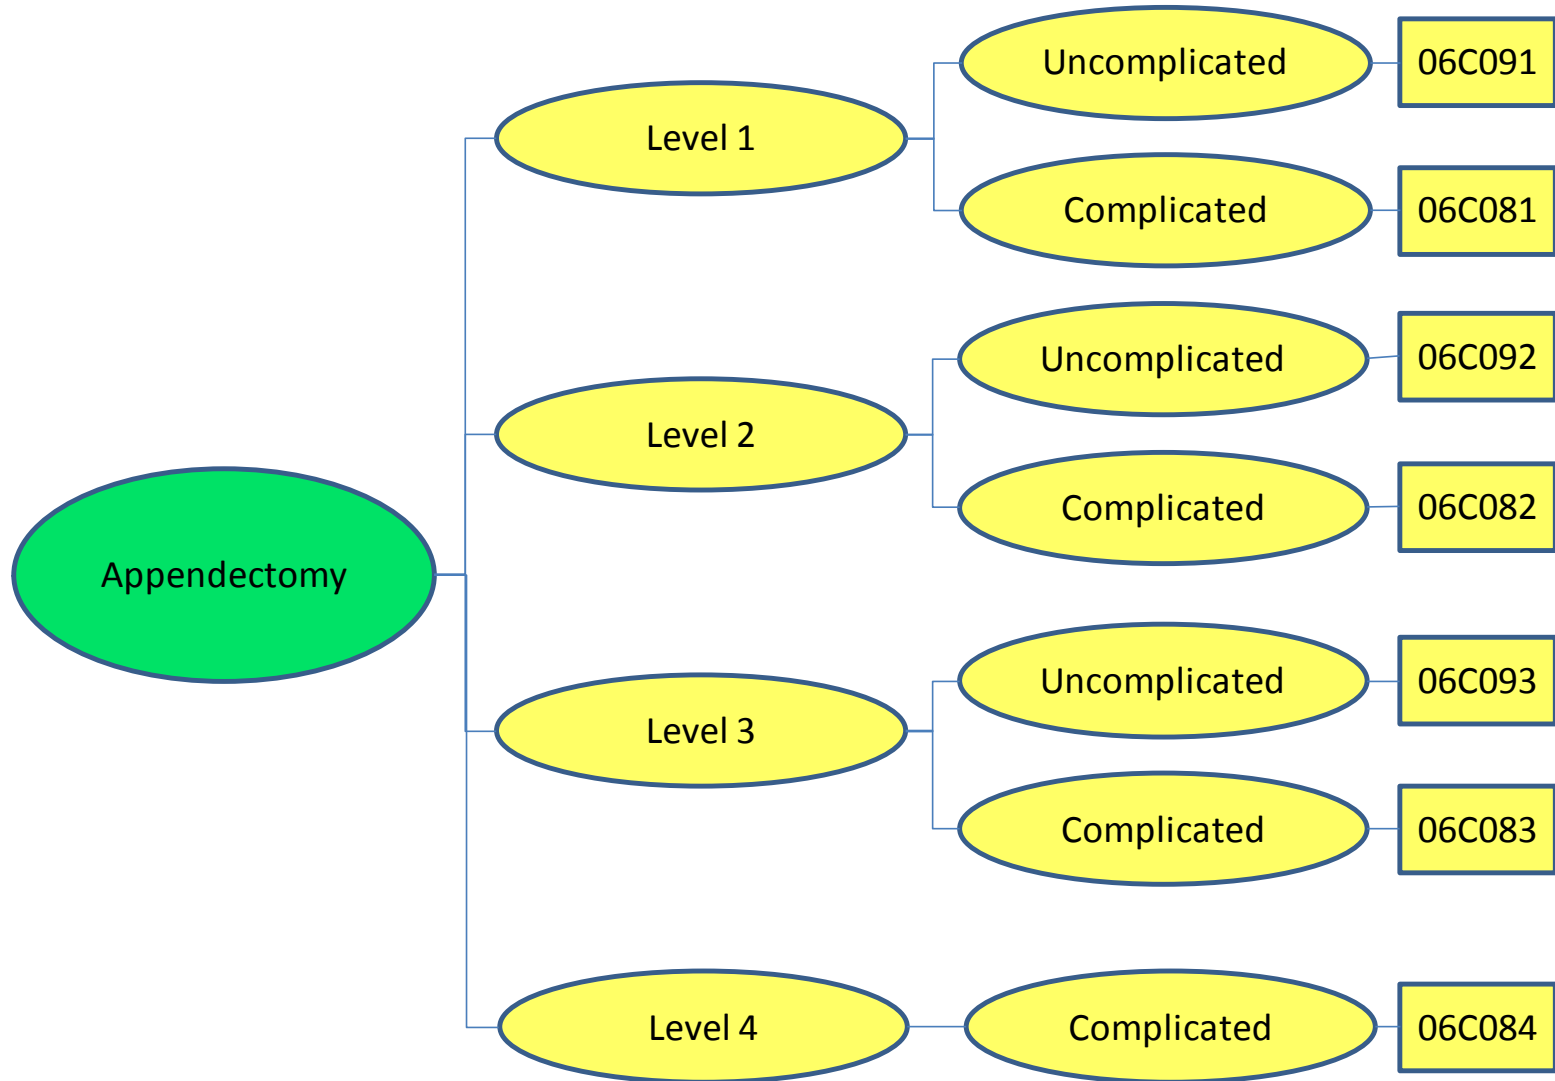 Appendectomy
Level 1
Uncomplicated
06C091
Complicated
06C081
Level 2
Uncomplicated
06C092
Complicated
06C082
Level 3
Uncomplicated
06C093
Complicated
06C083
Level 4
Complicated
06C084